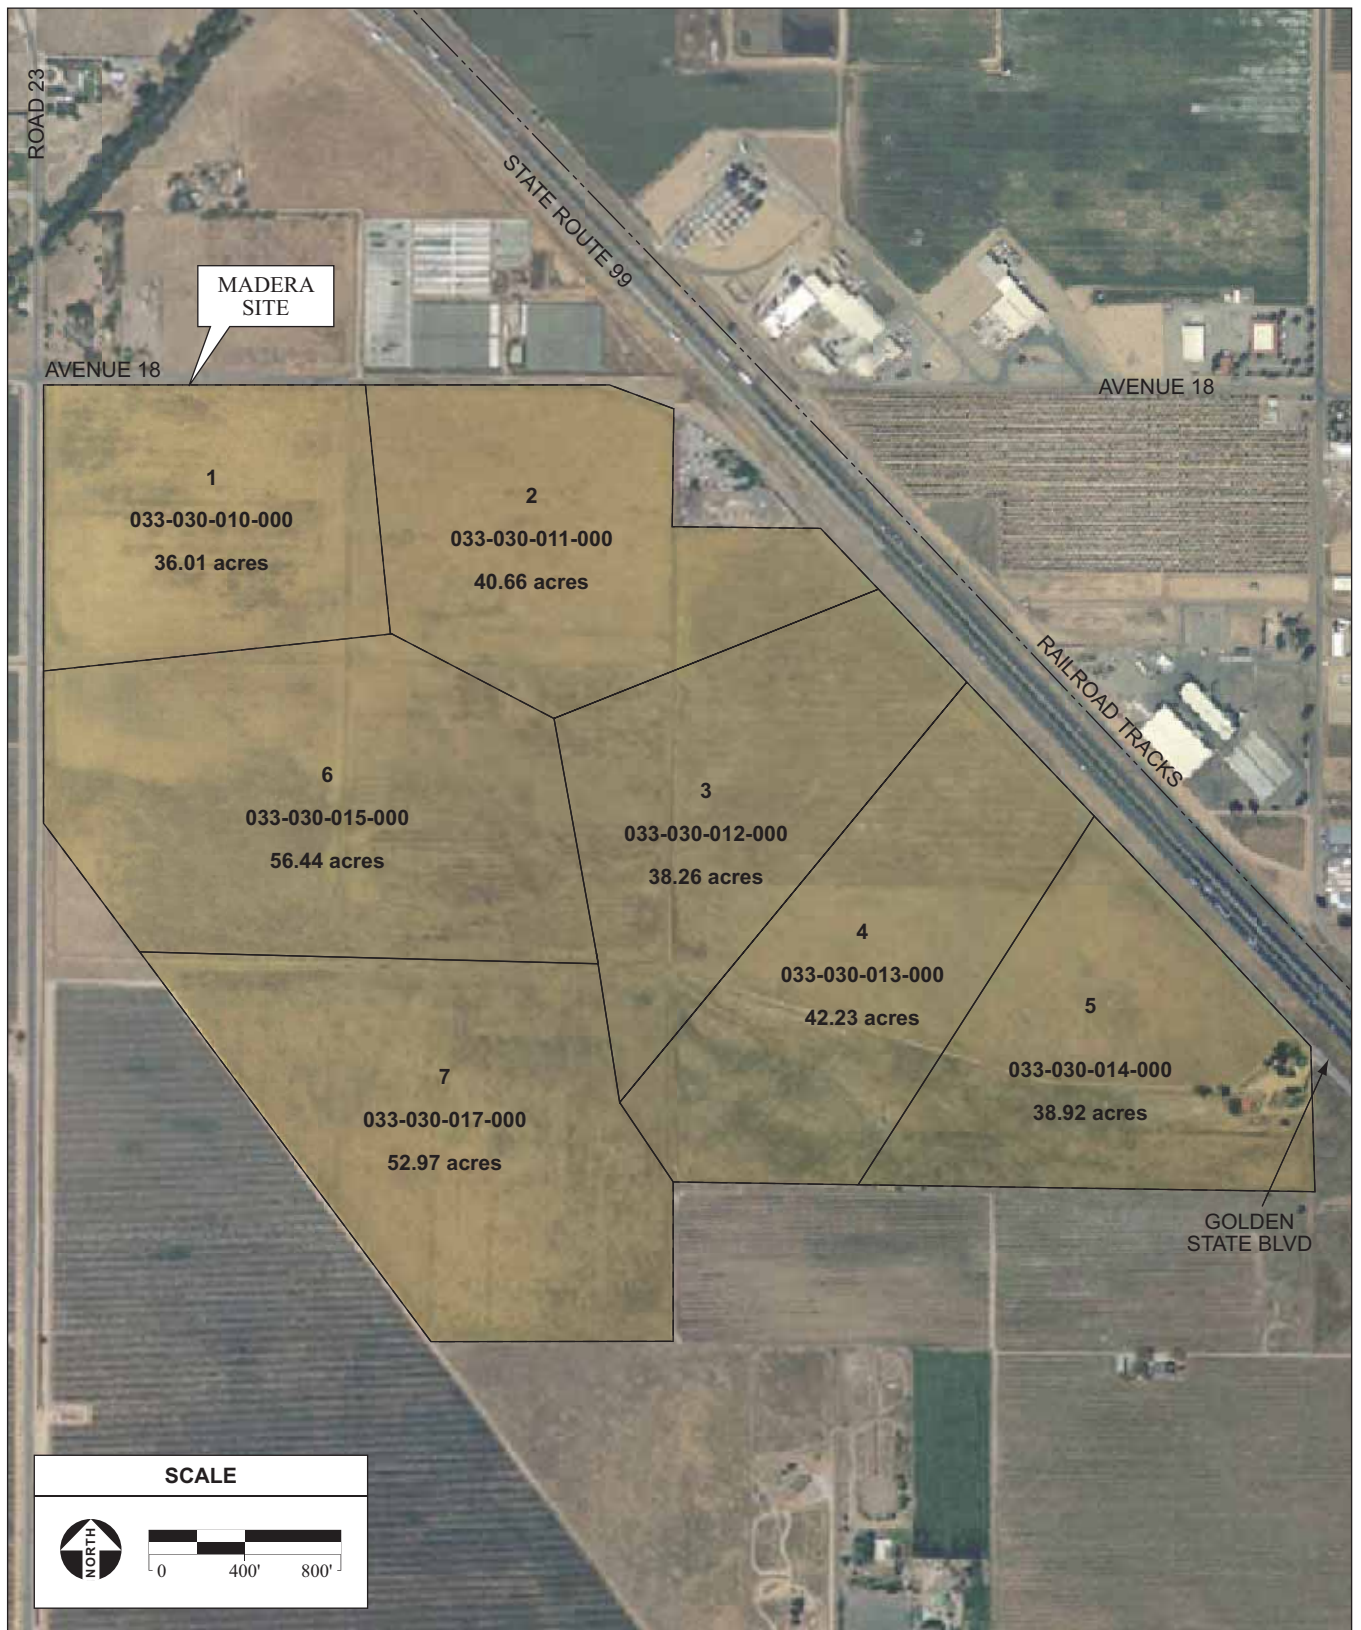 ROAD 23
STATE ROUTE 99
MADERA
SITE
AVENUE 18
AVENUE 18
1
033-030-010-000
36.01 acres
2
033-030-011-000
40.66 acres
RAILROAD TRACKS
6
033-030-015-000
56.44 acres
3
033-030-012-000
38.26 acres
4
033-030-013-000
42.23 acres
5
033-030-014-000
38.92 acres
7
033-030-017-000
52.97 acres
GOLDEN
STATE BLVD
SCALE
NORTH
0 400' 800'